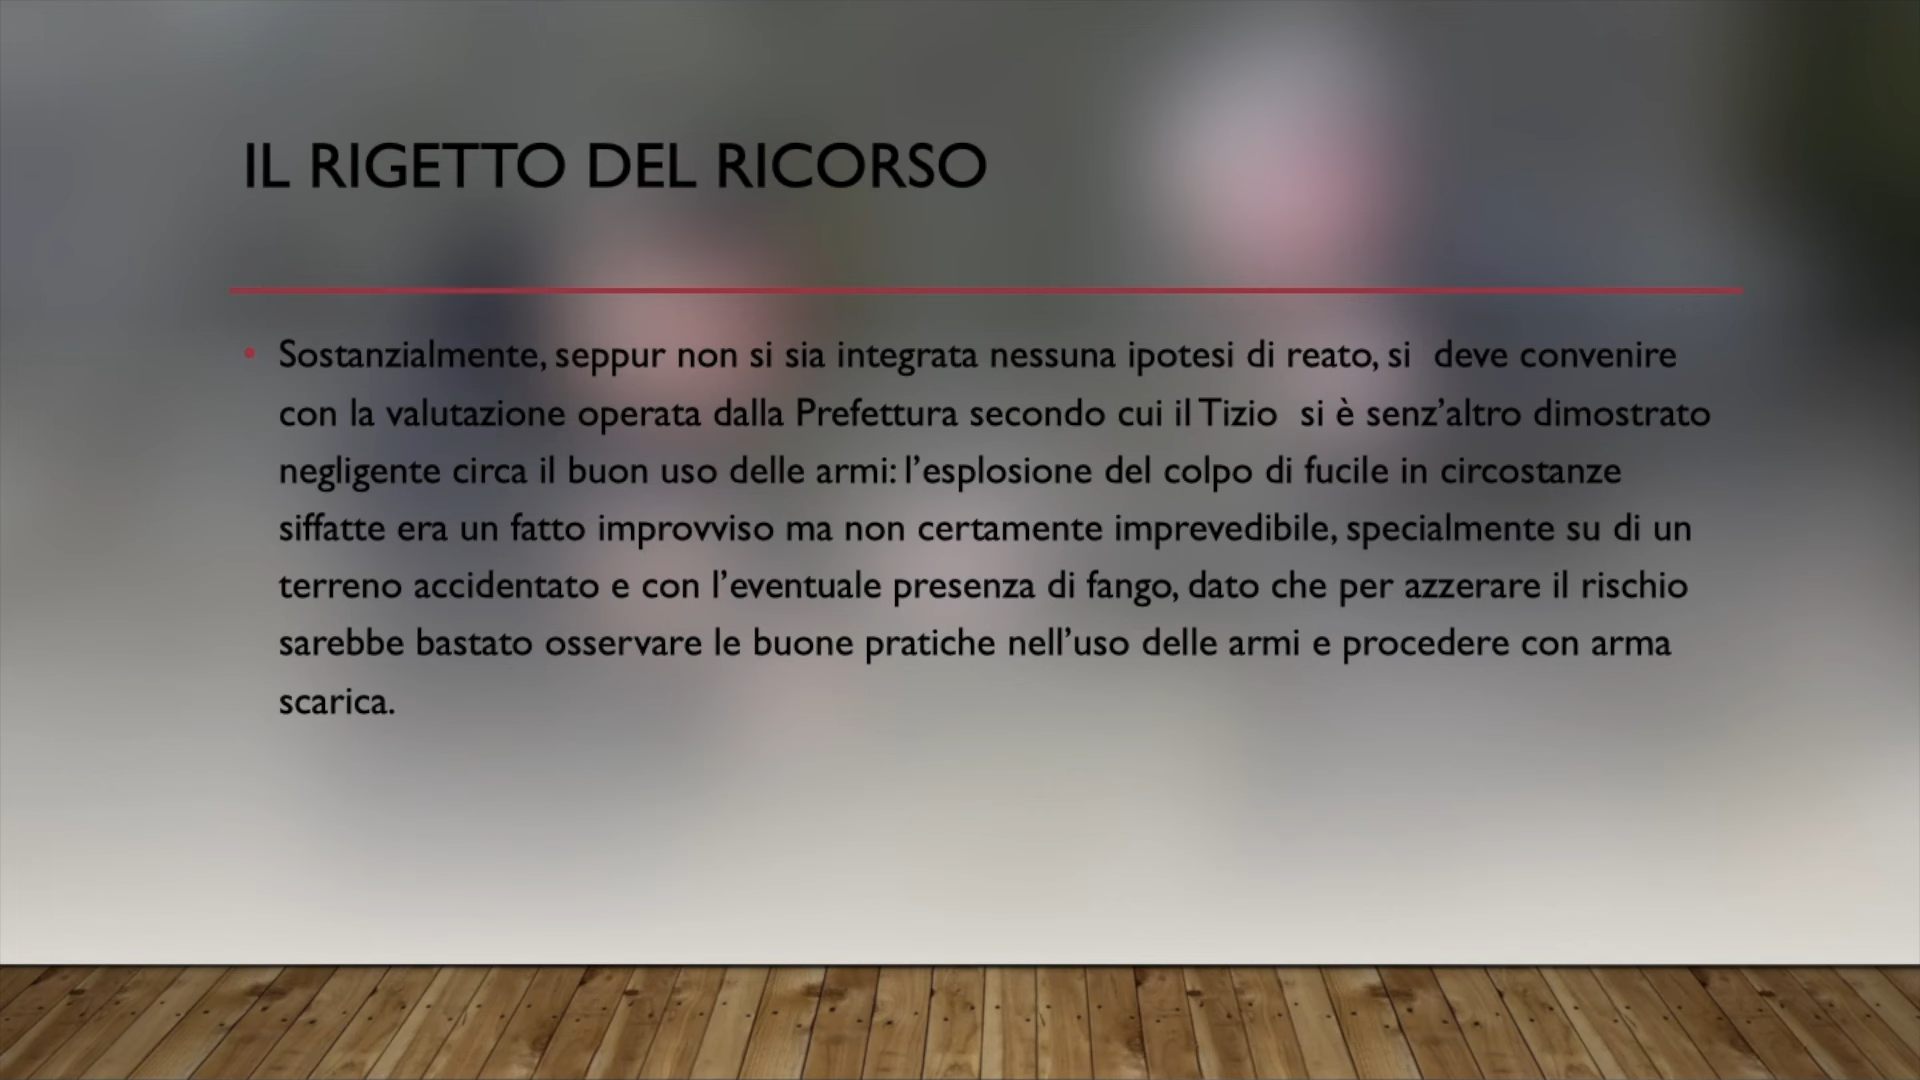 IL RIGETTO DEL RICORSO
• Sostanzialmente, seppur non si sia integrata nessuna ipotesi di reato, si deve convenire
con la valutazione operata dalla Prefettura secondo cui il Tizio si è senz’altro dimostrato
negligente circa il buon uso delle armi: l’esplosione del colpo di fucile in circostanze
siffatte era un fatto improvviso ma non certamente imprevedibile, specialmente su di un
terreno accidentato e con l’eventuale presenza di fango, dato che per azzerare il rischio
sarebbe bastato osservare le buone pratiche nell’uso delle armi e procedere con arma
scarica.